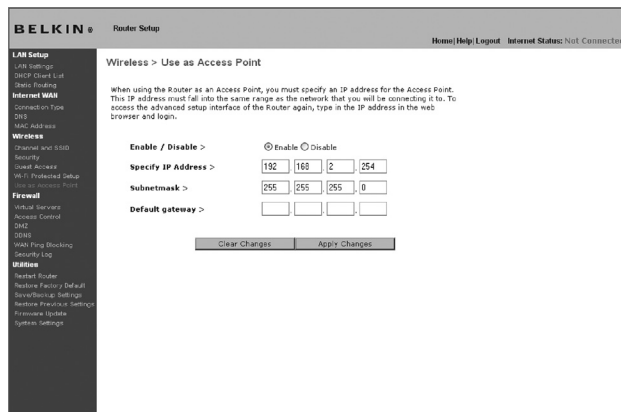 BELKIN®
Router Setup
Home|Help|Logout Internet Status: Not Connected
LAN Setup
LAN Settings
DHCP Client List
Static Routing
Internet WAN
Connection Type
DNS
MAC Address
Wireless
Channel and SSID
Security
Guest Access
Wi-Fi Protected Setup
Use as Access Point
Firewall
Virtual Servers
Access Control
DMZ
DDNS
WAN Ping Blocking
Security Log
Utilities
Restart Router
Restore Factory Default
Save/Backup Settings
Restore Previous Settings
Firmware Update
System Settings
Wireless > Use as Access Point
When using the Router as an Access Point, you must specify an IP address for the Access Point.
This IP address must fall into the same range as the network that you will be connecting it to. To
access the advanced setup interface of the Router again, type in the IP address in the web
browser and login.
Enable / Disable > Enable Disable
Specify IP Address > 192 . 168 . 2 . 254
Subnetmask > 255 . 255 . 255 . 0
Default gateway > . . .
Clear Changes Apply Changes